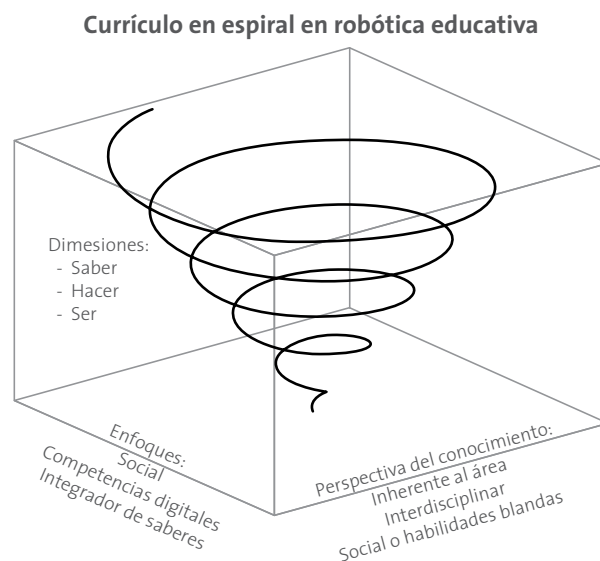 Currículo en espiral en robótica educativa
Dimesiones:
- Saber
- Hacer
- Ser
Enfoques:
Social
Competencias digitales
Integrador de saberes
Perspectiva del conocimiento:
Inherente al área
Interdisciplinar
Social o habilidades blandas